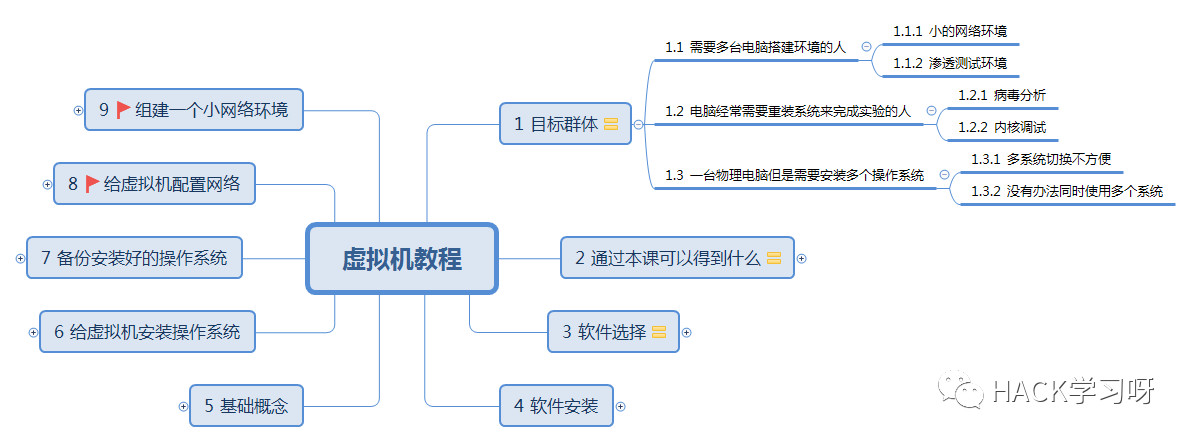 虚拟机教程
1 目标群体
1.1 需要多台电脑搭建环境的人
1.1.1 小的网络环境
1.1.2 渗透测试环境
1.2 电脑经常需要重装系统来完成实验的人
1.2.1 病毒分析
1.2.2 内核调试
1.3 一台物理电脑但是需要安装多个操作系统
1.3.1 多系统切换不方便
1.3.2 没有办法同时使用多个系统
2 通过本课可以得到什么
3 软件选择
4 软件安装
5 基础概念
6 给虚拟机安装操作系统
7 备份安装好的操作系统
8 给虚拟机配置网络
9 组建一个小网络环境
HACK学习呀